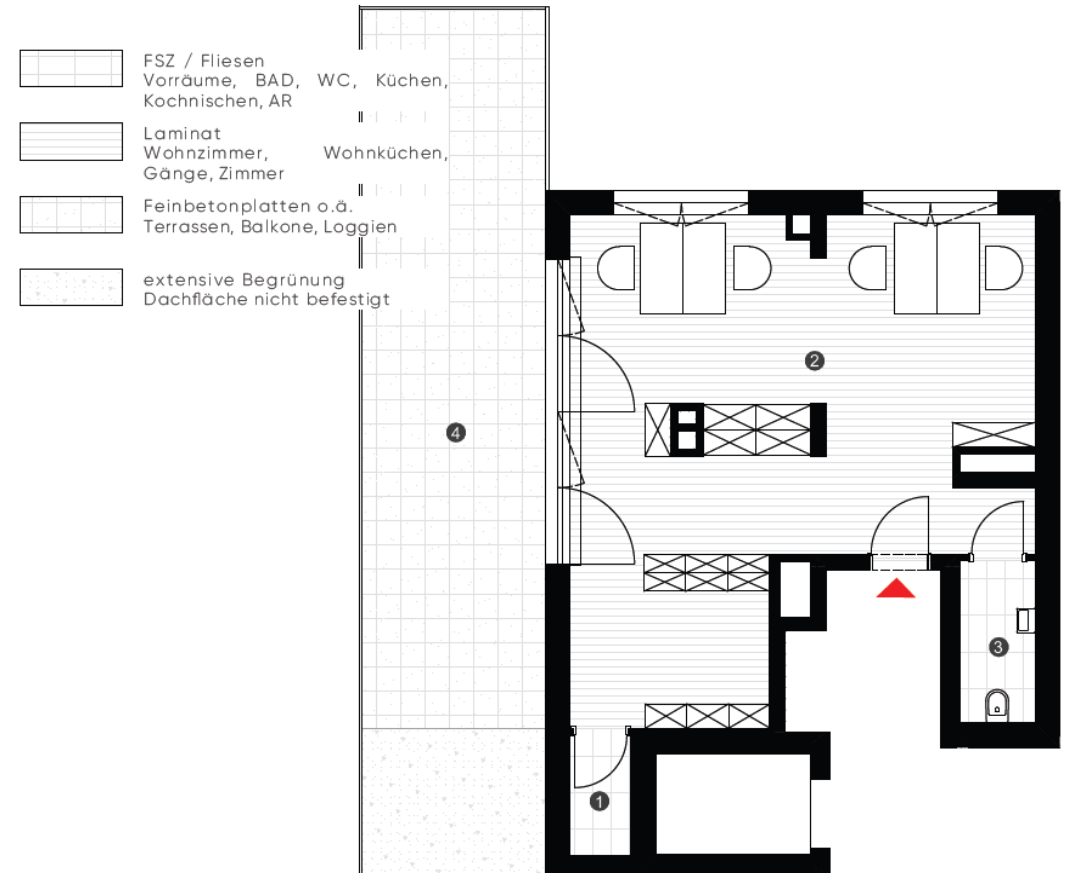 FSZ / Fliesen
Vorräume, BAD, WC, Küchen,
Kochnischen, AR
Laminat
Wohnzimmer, Wohnküchen,
Gänge, Zimmer
Feinbetonplatten o.ä.
Terrassen, Balkone, Loggien
extensive Begrünung
Dachfläche nicht befestigt
2
4
3
1